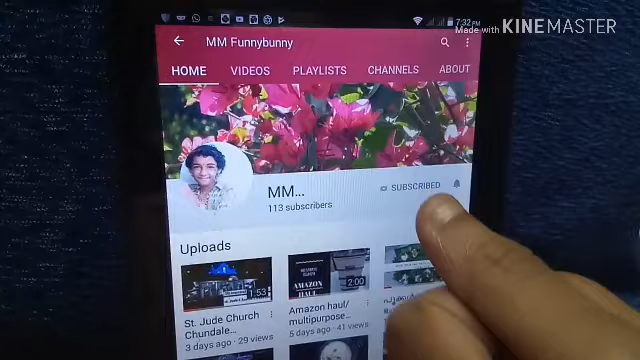 7:32 PM
Made with KINEMASTER
MM Funnybunny
HOME VIDEOS PLAYLISTS CHANNELS ABOUT
MM...
SUBSCRIBED
113 subscribers
Uploads
1:53
AMAZON
HAUL
2:00
St. Jude Church
Chundale...
3 days ago · 29 views
Amazon haul/
multipurpose...
5 days ago · 41 views